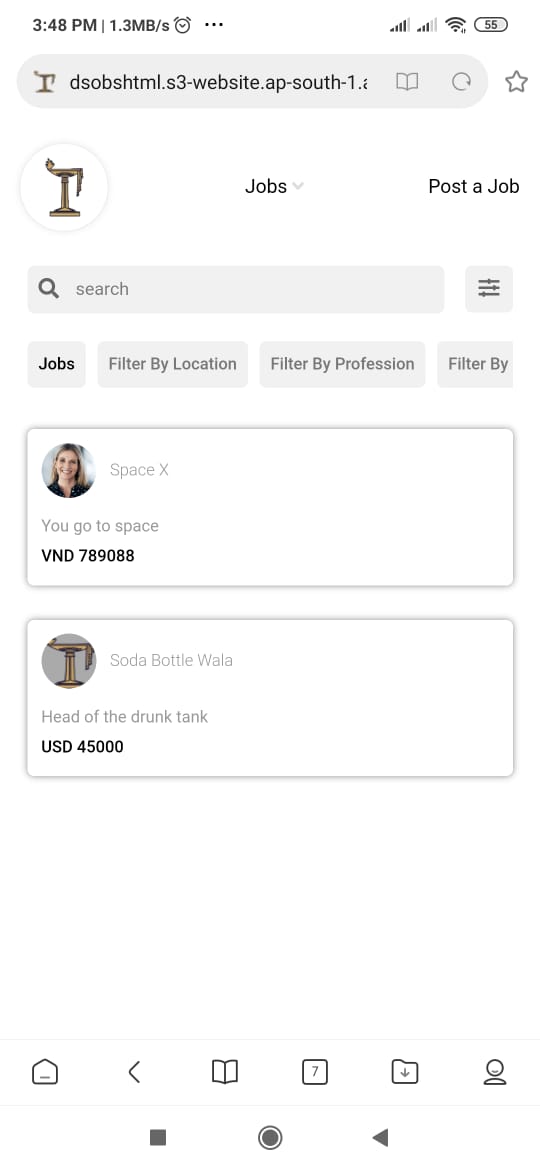 3:48 PM | 1.3MB/s ... 55
dsobshtml.s3-website.ap-south-1.
Jobs Post a Job
search
Jobs Filter By Location Filter By Profession Filter By
Space X
You go to space
VND 789088
Soda Bottle Wala
Head of the drunk tank
USD 45000
7